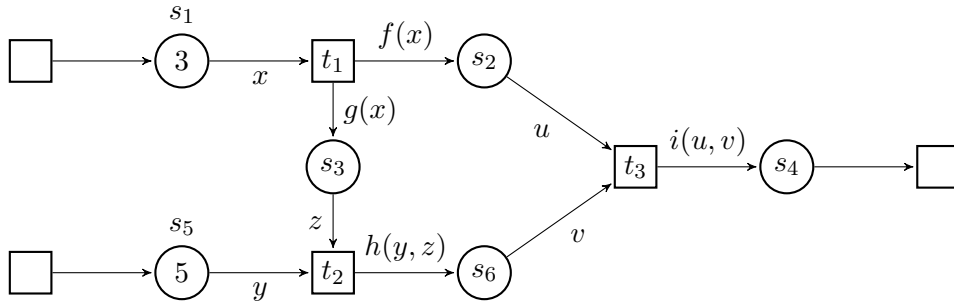 s₁
3
x
t₁
f(x)
s₂
g(x)
u
s₃
t₃
i(u, v)
s₄
s₅
z
5
y
t₂
h(y, z)
s₆
v